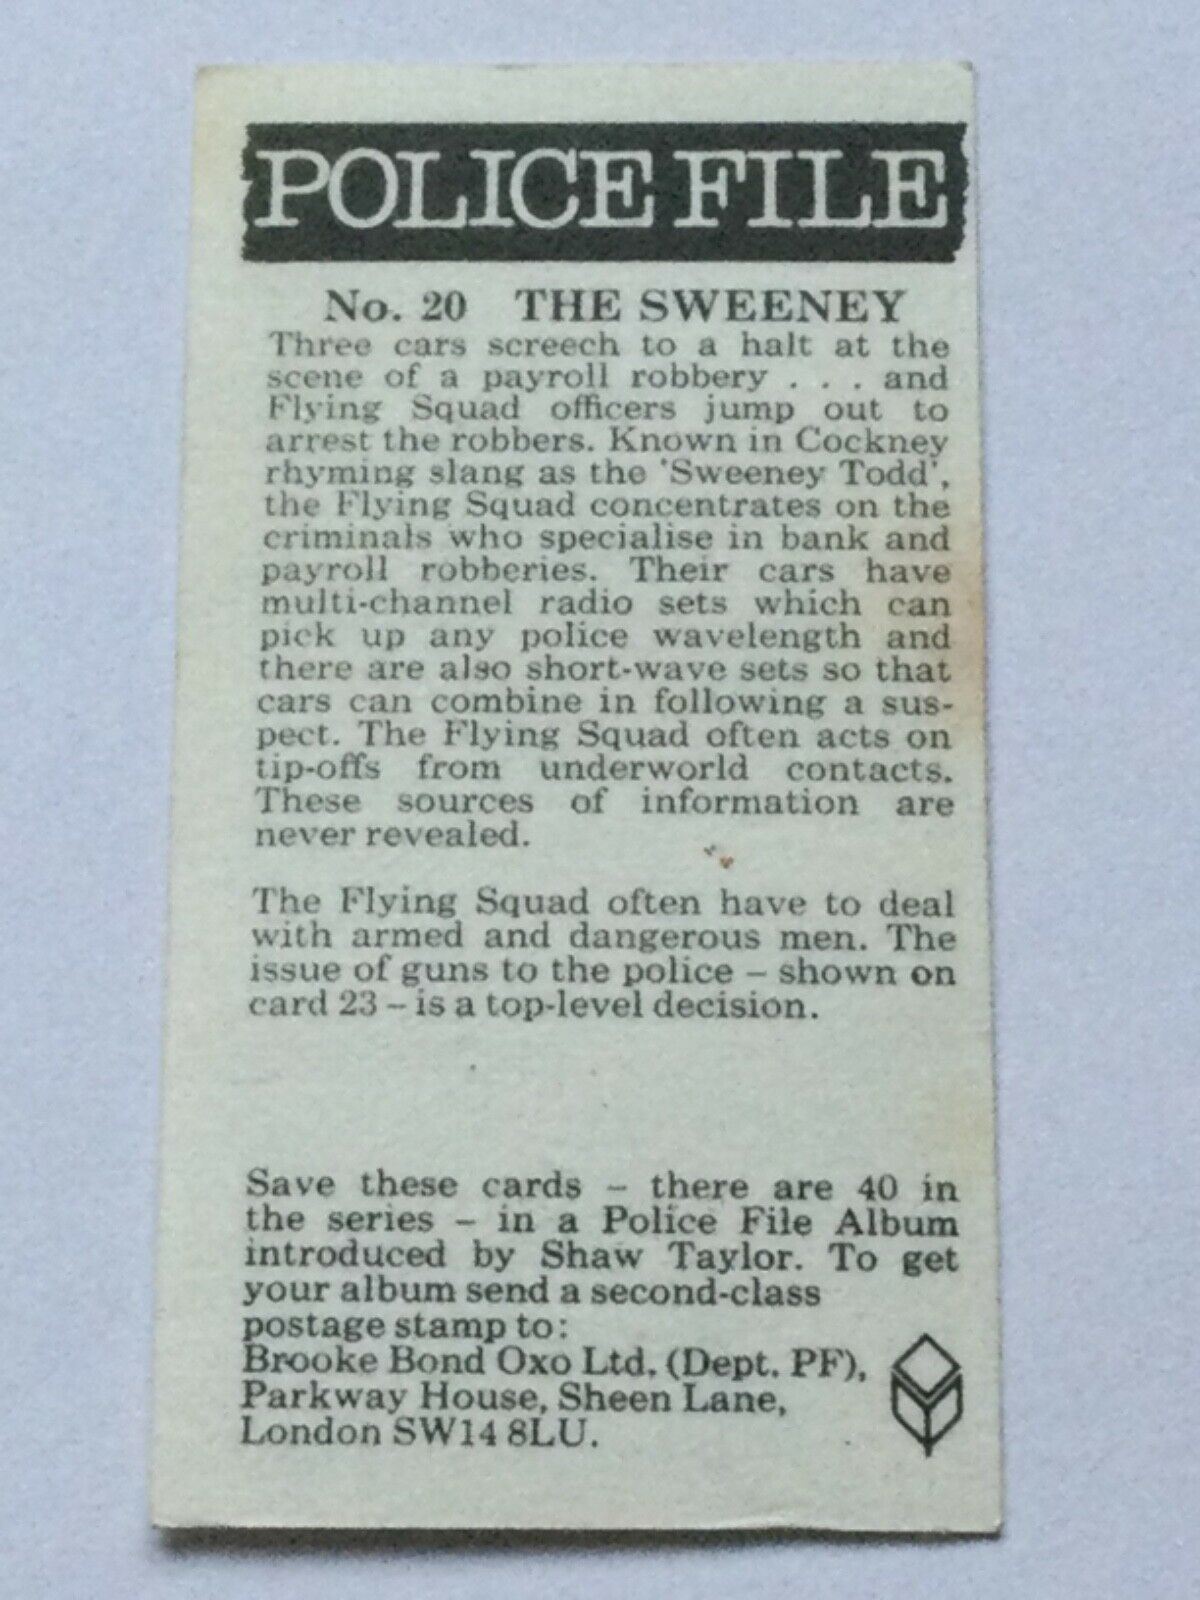 POLICE FILE
No. 20 THE SWEENEY
Three cars screech to a halt at the
scene of a payroll robbery . . . and
Flying Squad officers jump out to
arrest the robbers. Known in Cockney
rhyming slang as the 'Sweeney Todd',
the Flying Squad concentrates on the
criminals who specialise in bank and
payroll robberies. Their cars have
multi-channel radio sets which can
pick up any police wavelength and
there are also short-wave sets so that
cars can combine in following a sus-
pect. The Flying Squad often acts on
tip-offs from underworld contacts.
These sources of information are
never revealed.
The Flying Squad often have to deal
with armed and dangerous men. The
issue of guns to the police – shown on
card 23 – is a top-level decision.
Save these cards – there are 40 in
the series – in a Police File Album
introduced by Shaw Taylor. To get
your album send a second-class
postage stamp to:
Brooke Bond Oxo Ltd. (Dept. PF),
Parkway House, Sheen Lane,
London SW14 8LU.